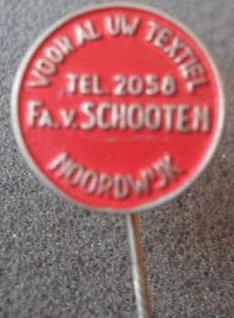 VOOR AL UW TEXTIEL
TEL. 2058
FA. V. SCHOOTEN
NOORDWIJK